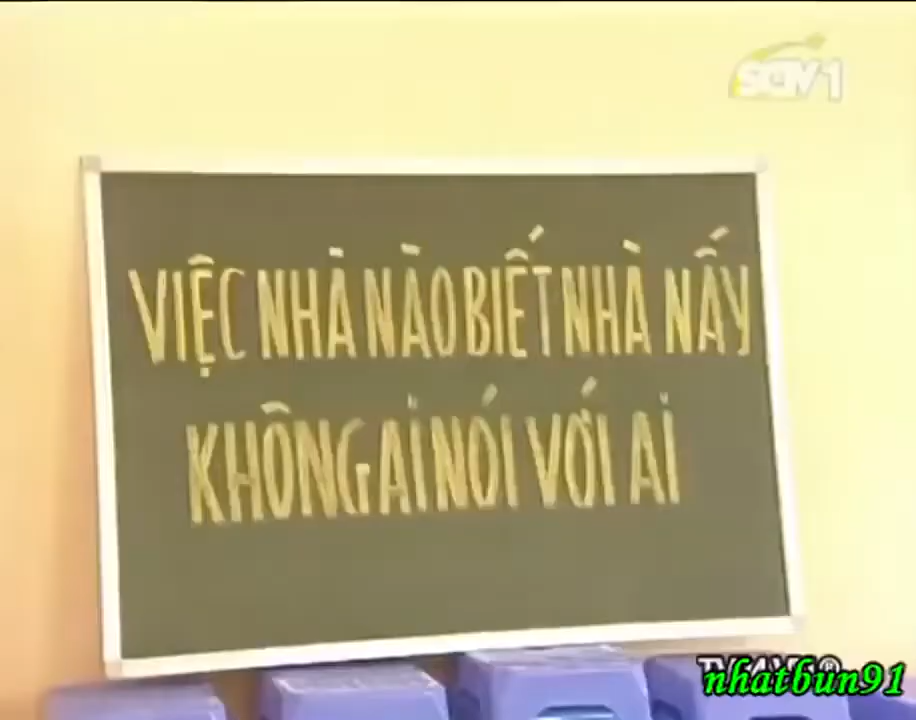 SCTV1
VIỆC NHÀ NÀO BIẾT NHÀ NẤY
KHÔNG AI NÓI VỚI AI
nhatbun91